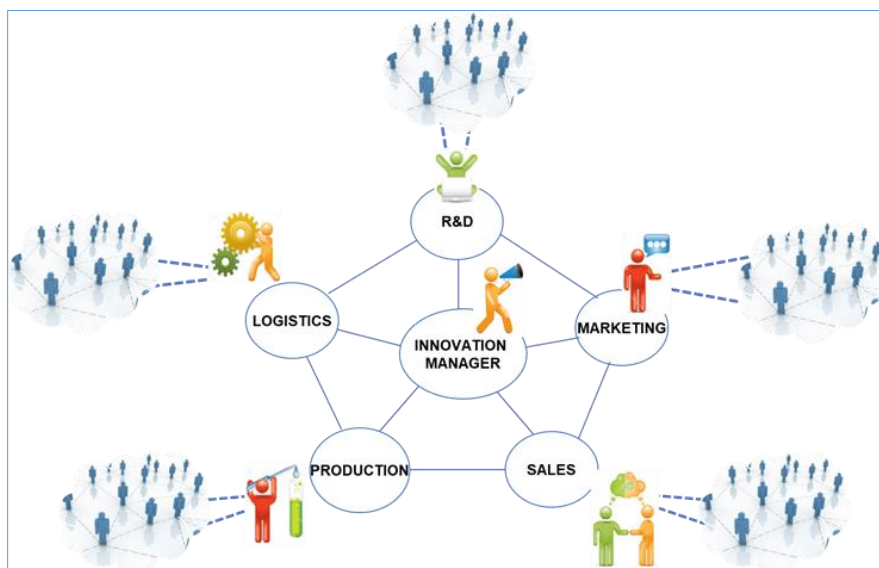 R&D
LOGISTICS
MARKETING
INNOVATION
MANAGER
PRODUCTION
SALES